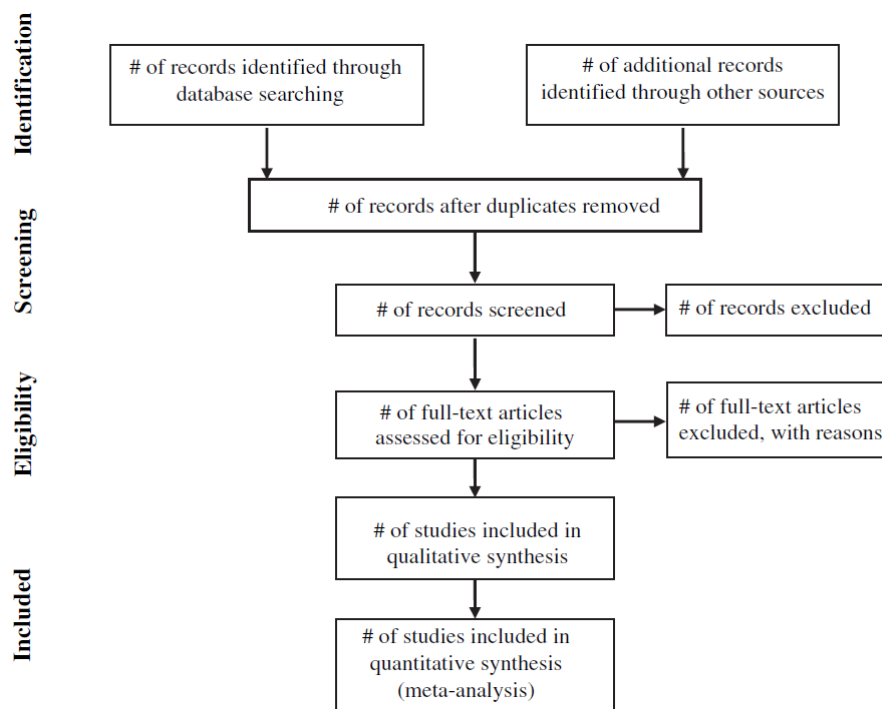 Identification
# of records identified through
database searching
# of additional records
identified through other sources
# of records after duplicates removed
Screening
# of records screened
# of records excluded
Eligibility
# of full-text articles
assessed for eligibility
# of full-text articles
excluded, with reasons
Included
# of studies included in
qualitative synthesis
# of studies included in
quantitative synthesis
(meta-analysis)